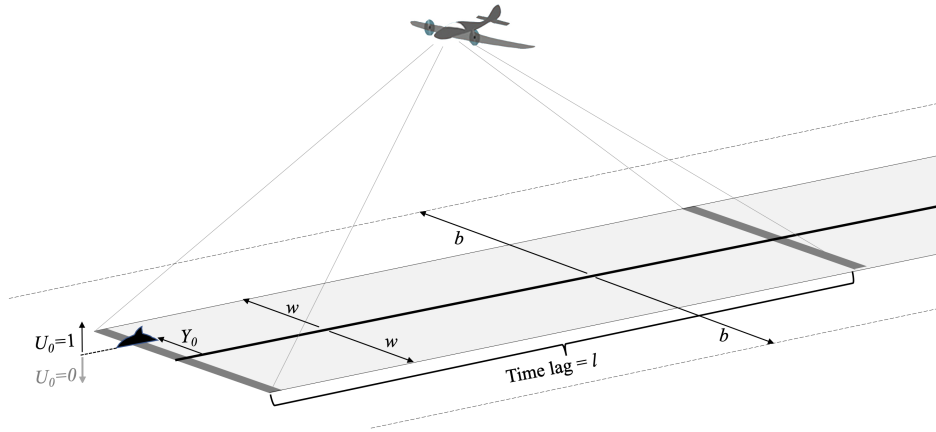 b
w
U₀=1
Y₀
w
b
U₀=0
Time lag = l